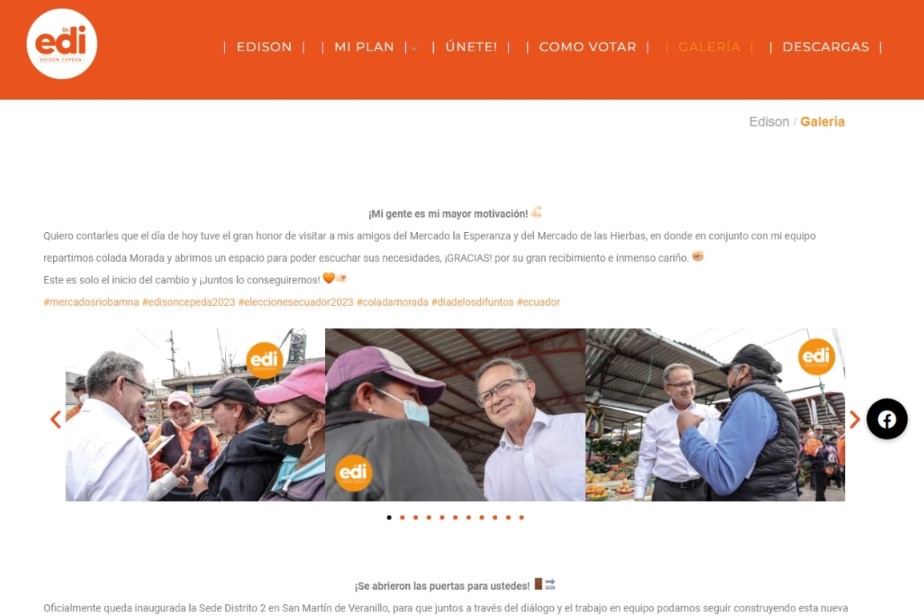 Dr.
edi
EDISON CEPEDA
| EDISON | | MI PLAN | | ÚNETE! | | COMO VOTAR | | GALERÍA | | DESCARGAS |
Edison / Galería
¡Mi gente es mi mayor motivación! 💪🏻
Quiero contarles que el día de hoy tuve el gran honor de visitar a mis amigos del Mercado la Esperanza y del Mercado de las Hierbas, en donde en conjunto con mi equipo
repartimos colada Morada y abrimos un espacio para poder escuchar sus necesidades, ¡GRACIAS! por su gran recibimiento e inmenso cariño. ✊🏼
Este es solo el inicio del cambio y ¡Juntos lo conseguiremos! 🧡
#mercadosriobamna #edisoncepeda2023 #eleccionesecuador2023 #coladamorada #diadelosdifuntos #ecuador
edi
edi
edi
¡Se abrieron las puertas para ustedes! 🚪
Oficialmente queda inaugurada la Sede Distrito 2 en San Martín de Veranillo, para que juntos a través del diálogo y el trabajo en equipo podamos seguir construyendo esta nueva